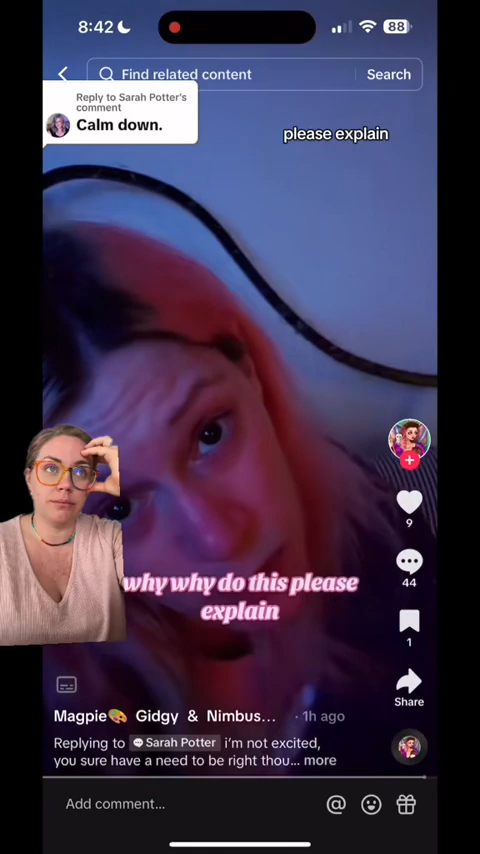 8:42
88
Find related content
Search
Reply to Sarah Potter's
comment
Calm down.
please explain
why why do this please
explain
9
44
1
Share
Magpie🎨 Gidgy & Nimbus... · 1h ago
Replying to Sarah Potter i'm not excited,
you sure have a need to be right thou... more
Add comment...